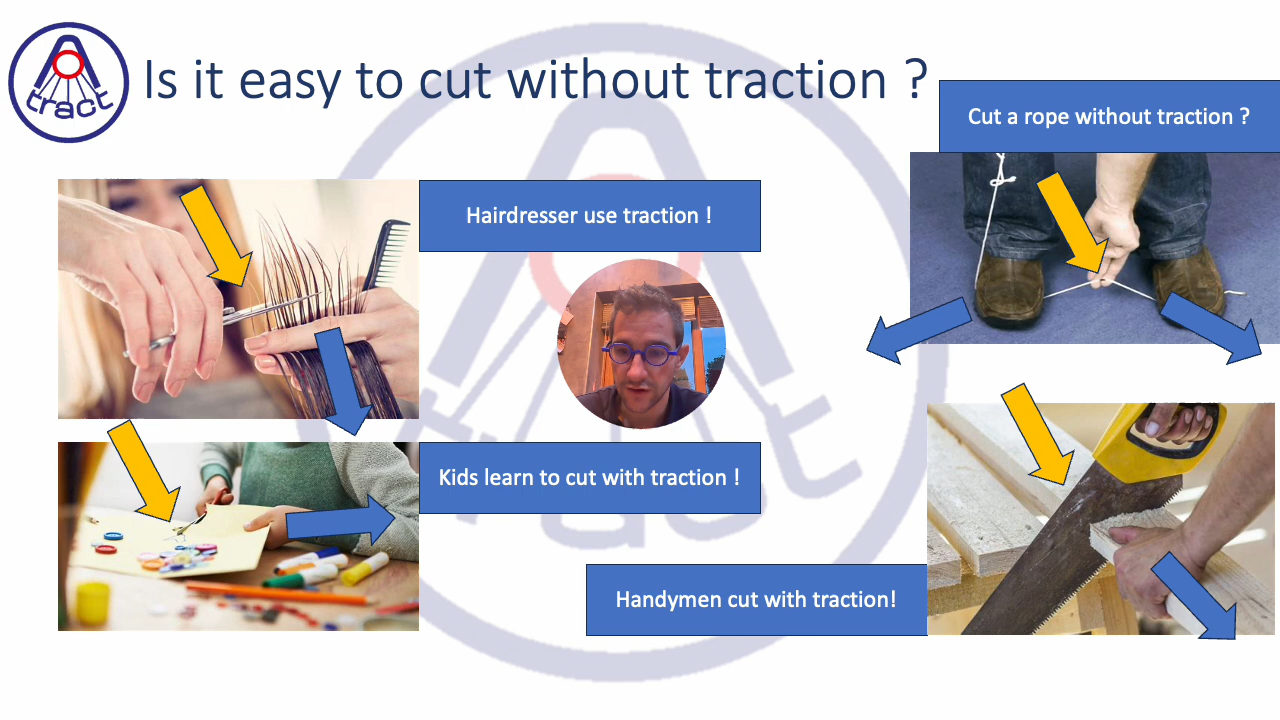 A
tract
Is it easy to cut without traction ?
Cut a rope without traction ?
Hairdresser use traction !
Kids learn to cut with traction !
Handymen cut with traction!